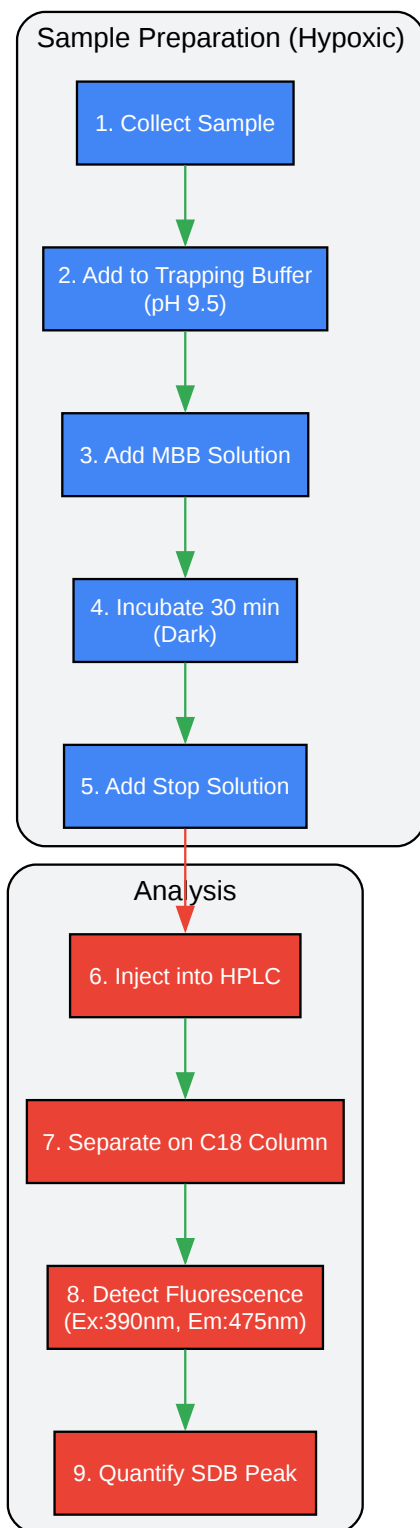 Sample Preparation (Hypoxic)
1. Collect Sample
2. Add to Trapping Buffer
(pH 9.5)
3. Add MBB Solution
4. Incubate 30 min
(Dark)
5. Add Stop Solution
Analysis
6. Inject into HPLC
7. Separate on C18 Column
8. Detect Fluorescence
(Ex:390nm, Em:475nm)
9. Quantify SDB Peak